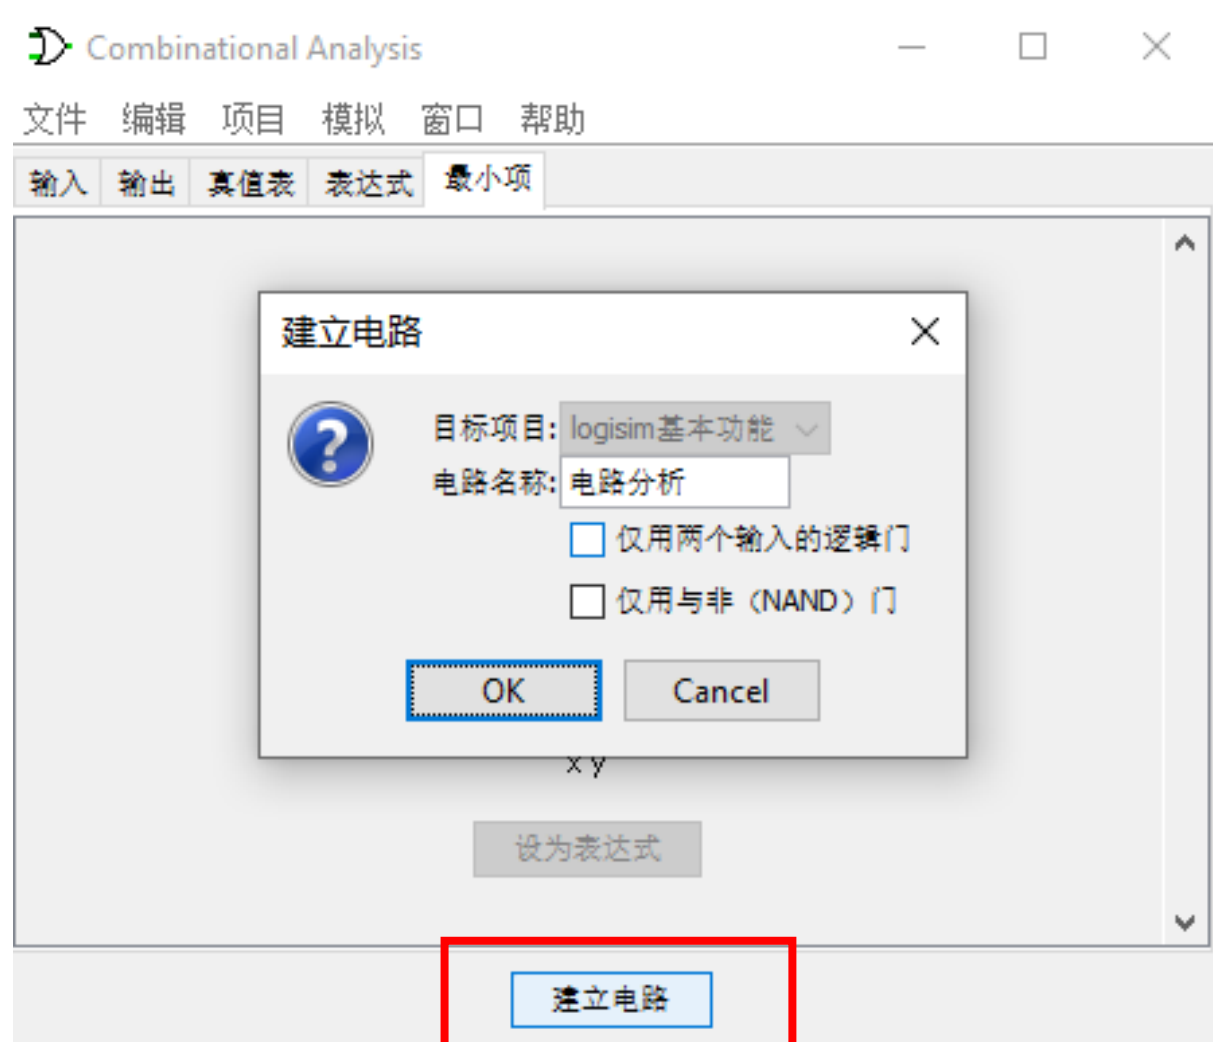 Combinational Analysis
文件 编辑 项目 模拟 窗口 帮助
输入 输出 真值表 表达式 最小项
建立电路
目标项目: logisim基本功能
电路名称: 电路分析
仅用两个输入的逻辑门
仅用与非（NAND）门
OK Cancel
x y
设为表达式
建立电路